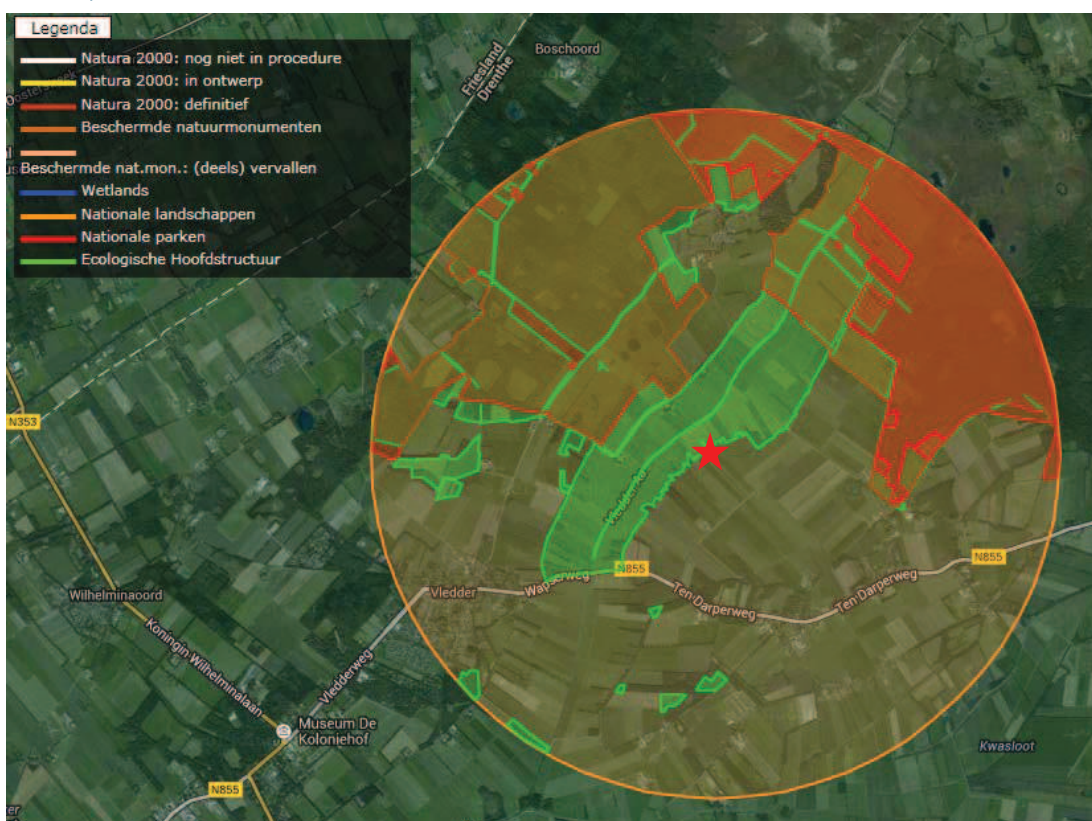 Legenda
Natura 2000: nog niet in procedure
Natura 2000: in ontwerp
Natura 2000: definitief
Beschermde natuurmonumenten
Beschermde nat.mon.: (deels) vervallen
Wetlands
Nationale landschappen
Nationale parken
Ecologische Hoofdstructuur
Boschoord
Friesland
Drenthe
N353
Vledder Aa
N855
N855
Wapserweg
Vledder
Ten Darperweg
Ten Darperweg
Wilhelminaoord
Koningin Wilhelminalaan
Vledderweg
Museum De
Koloniehof
Kwasloot
N855